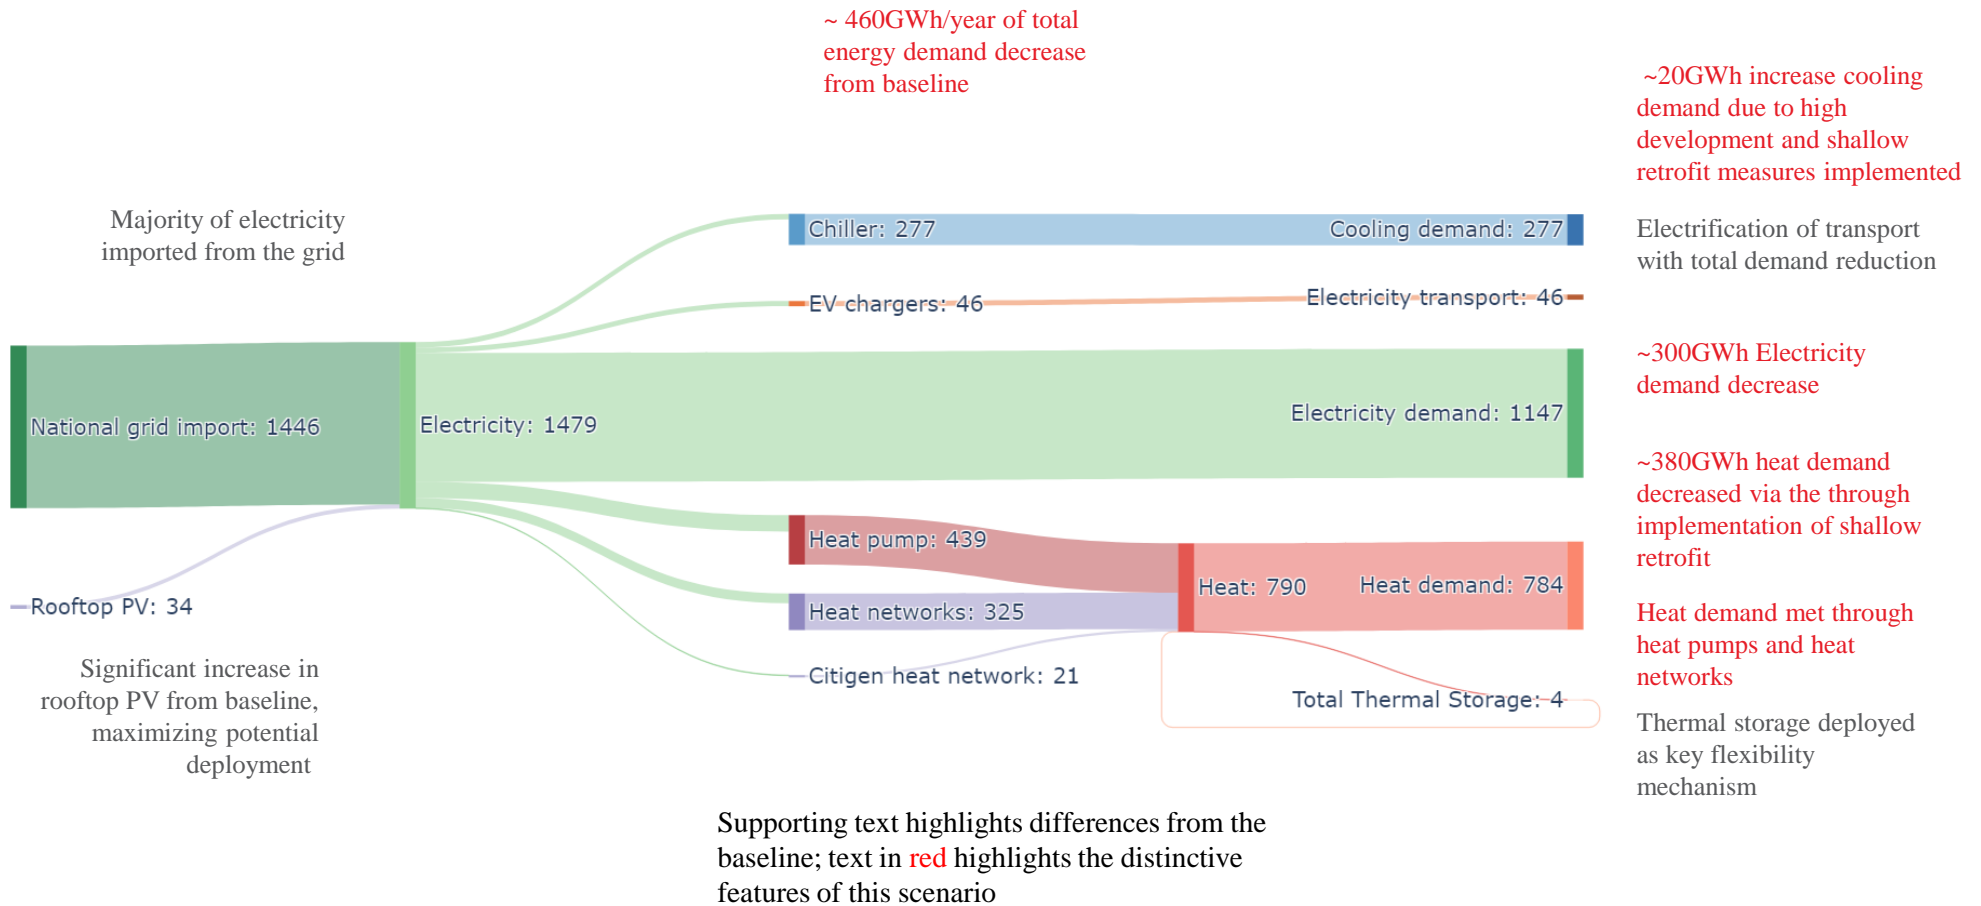 ~ 460GWh/year of total
energy demand decrease
from baseline
~20GWh increase cooling
demand due to high
development and shallow
retrofit measures implemented
Majority of electricity
imported from the grid
Chiller: 277
Cooling demand: 277
Electrification of transport
with total demand reduction
EV chargers: 46
Electricity transport: 46
~300GWh Electricity
demand decrease
National grid import: 1446
Electricity: 1479
Electricity demand: 1147
~380GWh heat demand
decreased via the through
implementation of shallow
retrofit
Heat pump: 439
Heat: 790
Heat demand: 784
Rooftop PV: 34
Heat networks: 325
Heat demand met through
heat pumps and heat
networks
Significant increase in
rooftop PV from baseline,
maximizing potential
deployment
Citigen heat network: 21
Total Thermal Storage: 4
Thermal storage deployed
as key flexibility
mechanism
Supporting text highlights differences from the
baseline; text in red highlights the distinctive
features of this scenario